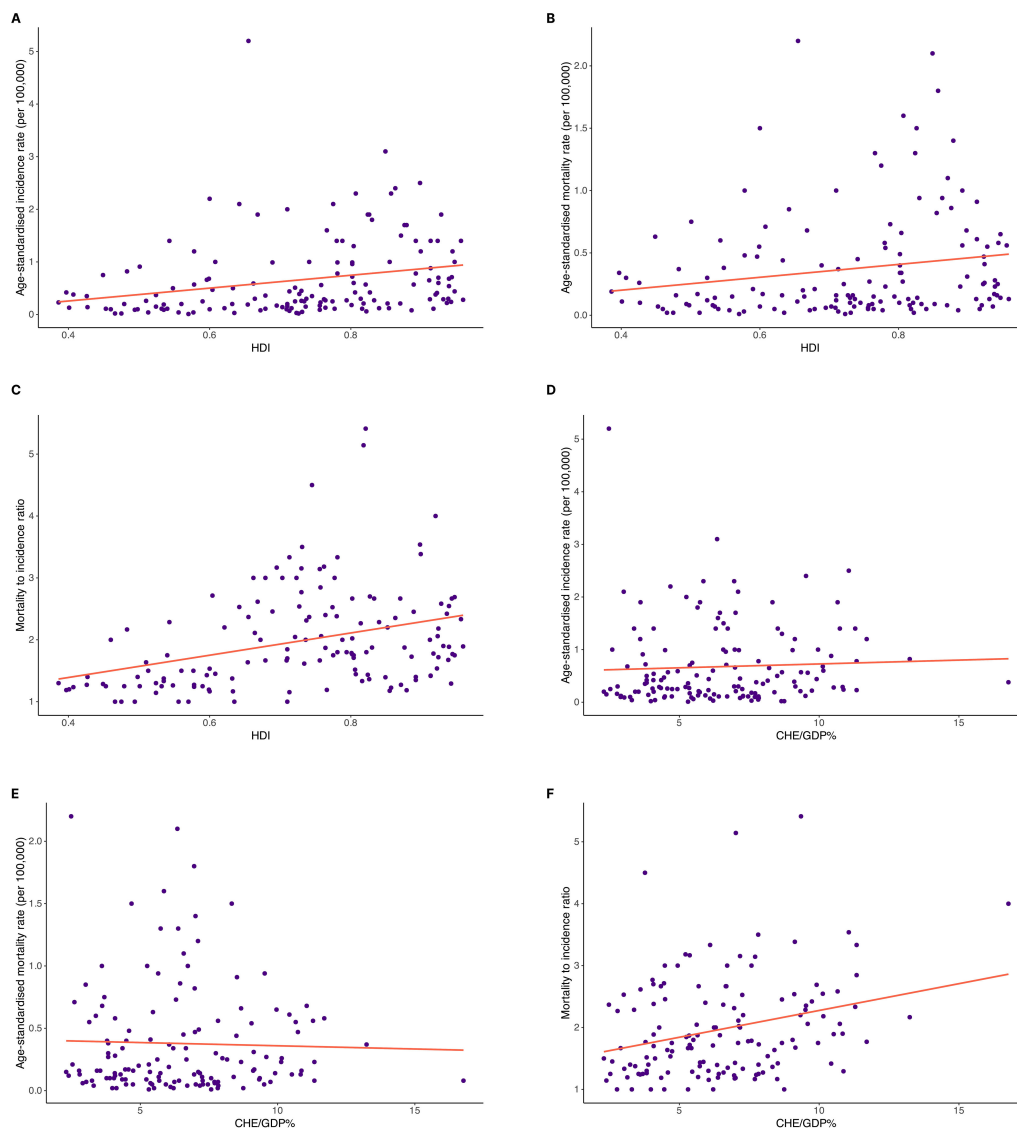 A
Age-standardised incidence rate (per 100,000)
5
4
3
2
1
0
0.4
0.6
0.8
HDI
B
Age-standardised mortality rate (per 100,000)
2.0
1.5
1.0
0.5
0.0
0.4
0.6
0.8
HDI
C
Mortality to incidence ratio
5
4
3
2
1
0.4
0.6
0.8
HDI
D
Age-standardised incidence rate (per 100,000)
5
4
3
2
1
0
5
10
15
CHE/GDP%
E
Age-standardised mortality rate (per 100,000)
2.0
1.5
1.0
0.5
0.0
5
10
15
CHE/GDP%
F
Mortality to incidence ratio
5
4
3
2
1
5
10
15
CHE/GDP%